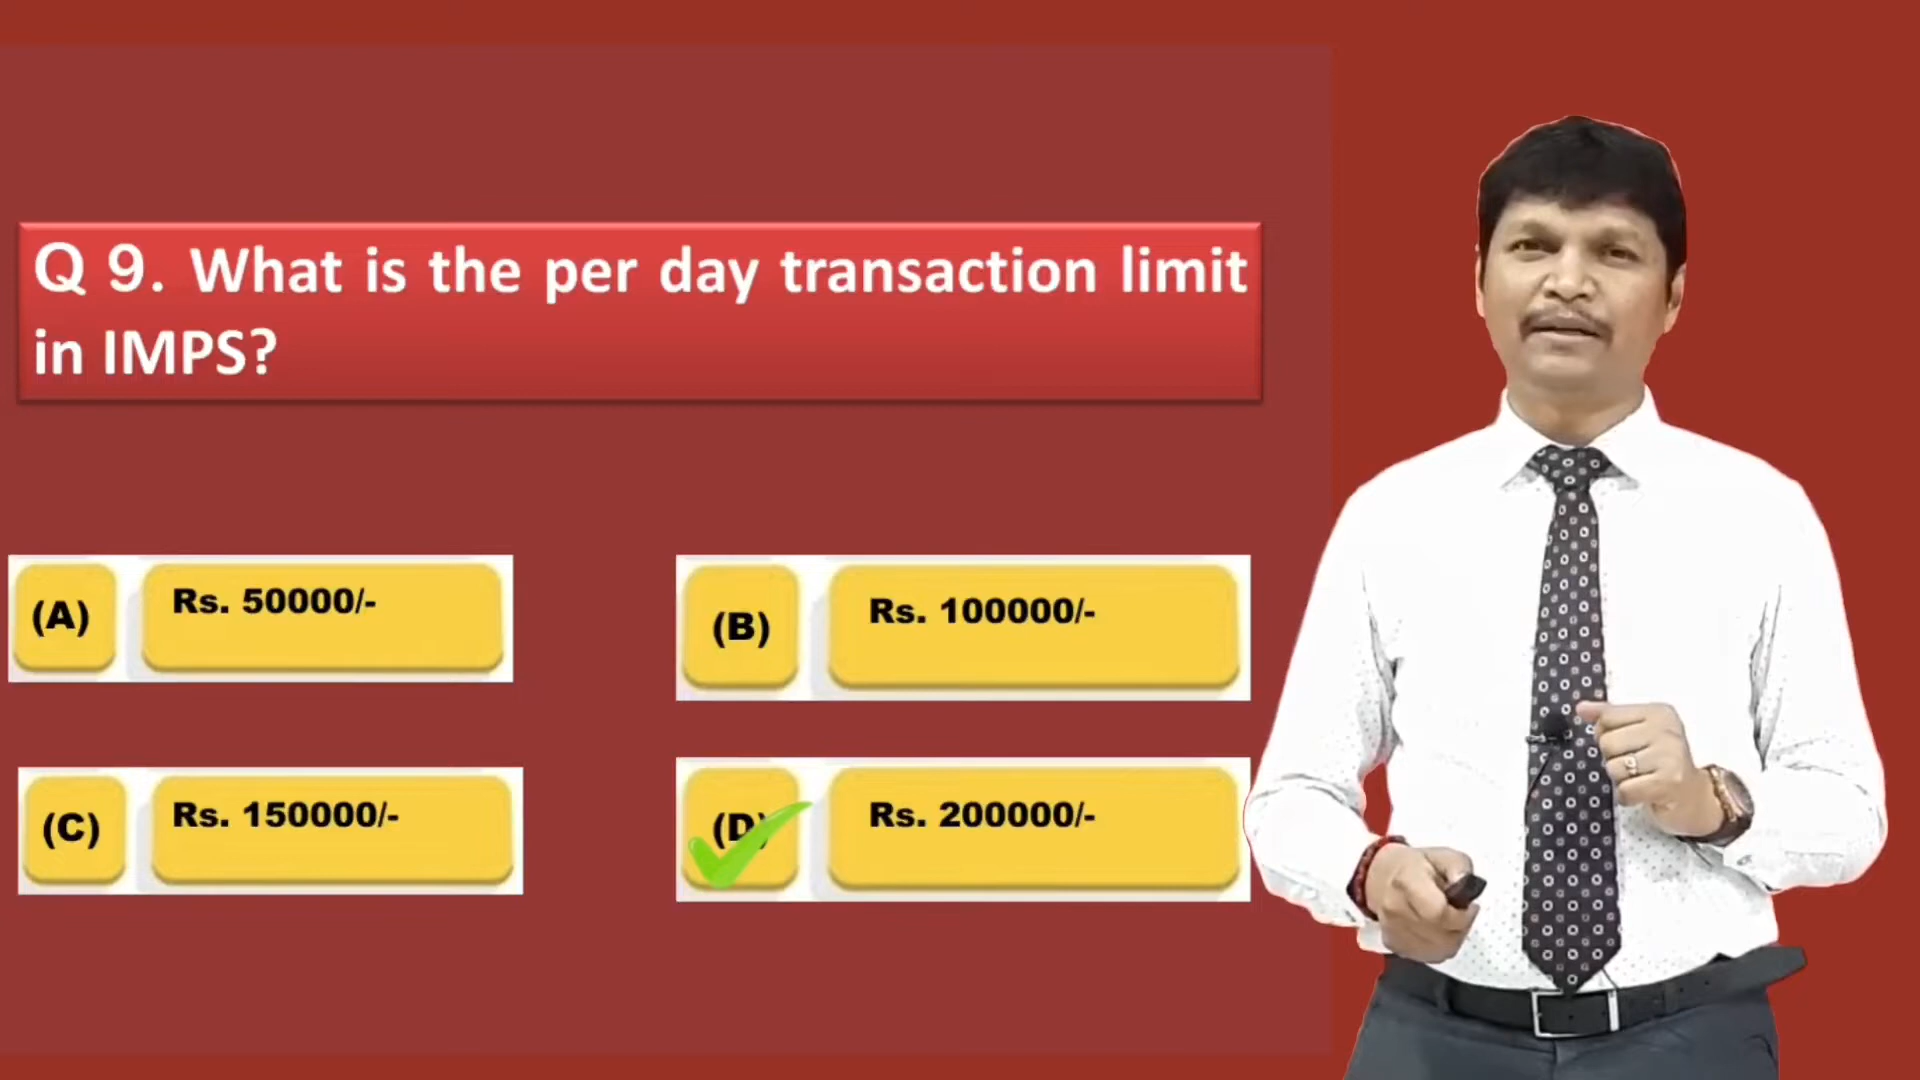 Q 9. What is the per day transaction limit
in IMPS?
(A) Rs. 50000/-
(B) Rs. 100000/-
(C) Rs. 150000/-
(D) Rs. 200000/-